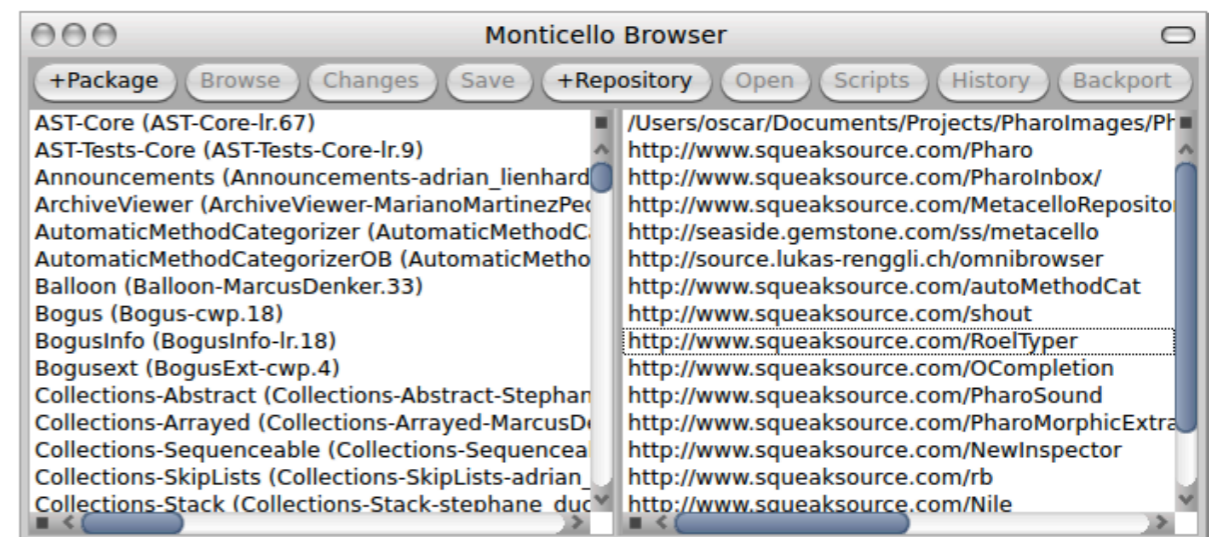 Monticello Browser
+Package Browse Changes Save +Repository Open Scripts History Backport
AST-Core (AST-Core-lr.67)
AST-Tests-Core (AST-Tests-Core-lr.9)
Announcements (Announcements-adrian_lienhard
ArchiveViewer (ArchiveViewer-MarianoMartinezPec
AutomaticMethodCategorizer (AutomaticMethodCa
AutomaticMethodCategorizerOB (AutomaticMetho
Balloon (Balloon-MarcusDenker.33)
Bogus (Bogus-cwp.18)
BogusInfo (BogusInfo-lr.18)
Bogusext (BogusExt-cwp.4)
Collections-Abstract (Collections-Abstract-Stephan
Collections-Arrayed (Collections-Arrayed-MarcusDe
Collections-Sequenceable (Collections-Sequenceal
Collections-SkipLists (Collections-SkipLists-adrian_
Collections-Stack (Collections-Stack-stephane_duc
/Users/oscar/Documents/Projects/PharoImages/Ph
http://www.squeaksource.com/Pharo
http://www.squeaksource.com/PharoInbox/
http://www.squeaksource.com/MetacelloRepositor
http://seaside.gemstone.com/ss/metacello
http://source.lukas-renggli.ch/omnibrowser
http://www.squeaksource.com/autoMethodCat
http://www.squeaksource.com/shout
http://www.squeaksource.com/RoelTyper
http://www.squeaksource.com/OCompletion
http://www.squeaksource.com/PharoSound
http://www.squeaksource.com/PharoMorphicExtra
http://www.squeaksource.com/NewInspector
http://www.squeaksource.com/rb
http://www.squeaksource.com/Nile